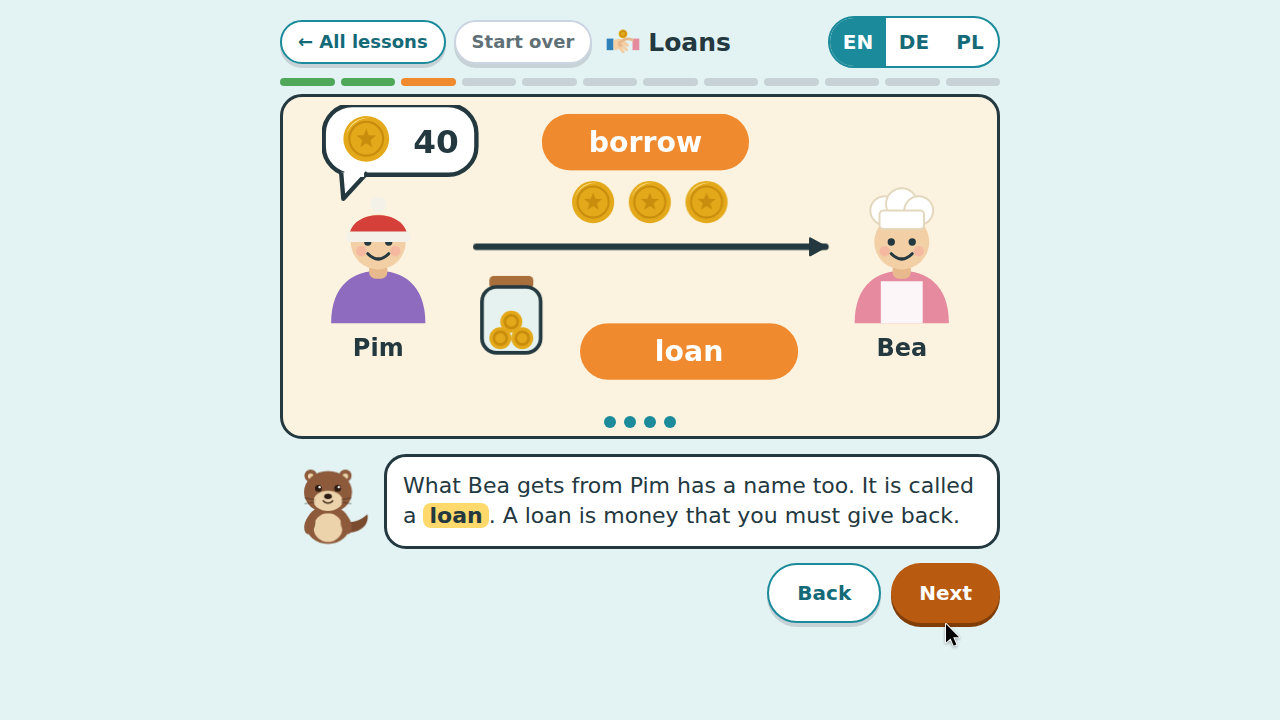 ← All lessons
Start over
Loans
EN DE PL
40
borrow
Pim
loan
Bea
What Bea gets from Pim has a name too. It is called
a loan. A loan is money that you must give back.
Back
Next